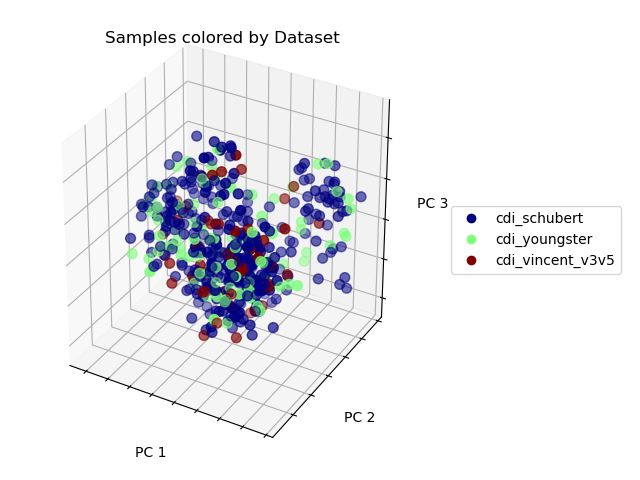 Samples colored by Dataset
PC 3
cdi_schubert
cdi_youngster
cdi_vincent_v3v5
PC 2
PC 1